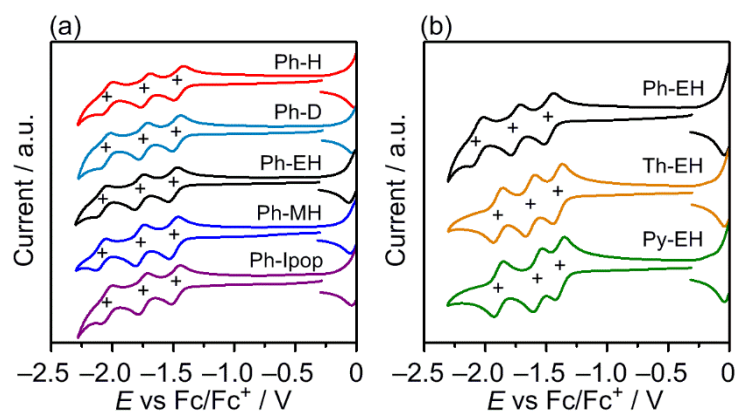 (a)
Ph-H
Ph-D
Ph-EH
Ph-MH
Ph-Ipop
Current / a.u.
–2.5 –2.0 –1.5 –1.0 –0.5 0
E vs Fc/Fc⁺ / V
(b)
Ph-EH
Th-EH
Py-EH
Current / a.u.
–2.5 –2.0 –1.5 –1.0 –0.5 0
E vs Fc/Fc⁺ / V